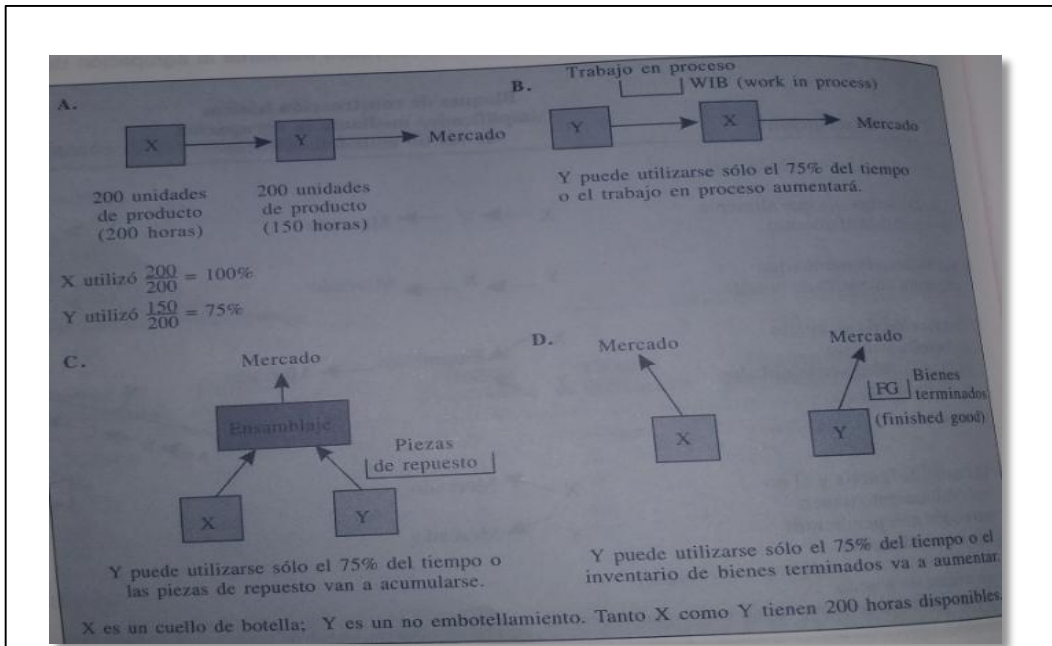 A.
X
Y
Mercado
200 unidades
de producto
(200 horas)
200 unidades
de producto
(150 horas)
X utilizó 200/200 = 100%
Y utilizó 150/200 = 75%
B.
Trabajo en proceso
WIB (work in process)
Y
X
Mercado
Y puede utilizarse sólo el 75% del tiempo
o el trabajo en proceso aumentará.
C.
Mercado
Ensamblaje
Piezas
de repuesto
X
Y
Y puede utilizarse sólo el 75% del tiempo o
las piezas de repuesto van a acumularse.
D.
Mercado
Mercado
FG
Bienes
terminados
(finished good)
X
Y
Y puede utilizarse sólo el 75% del tiempo o el
inventario de bienes terminados va a aumentar.
X es un cuello de botella; Y es un no embotellamiento. Tanto X como Y tienen 200 horas disponibles.